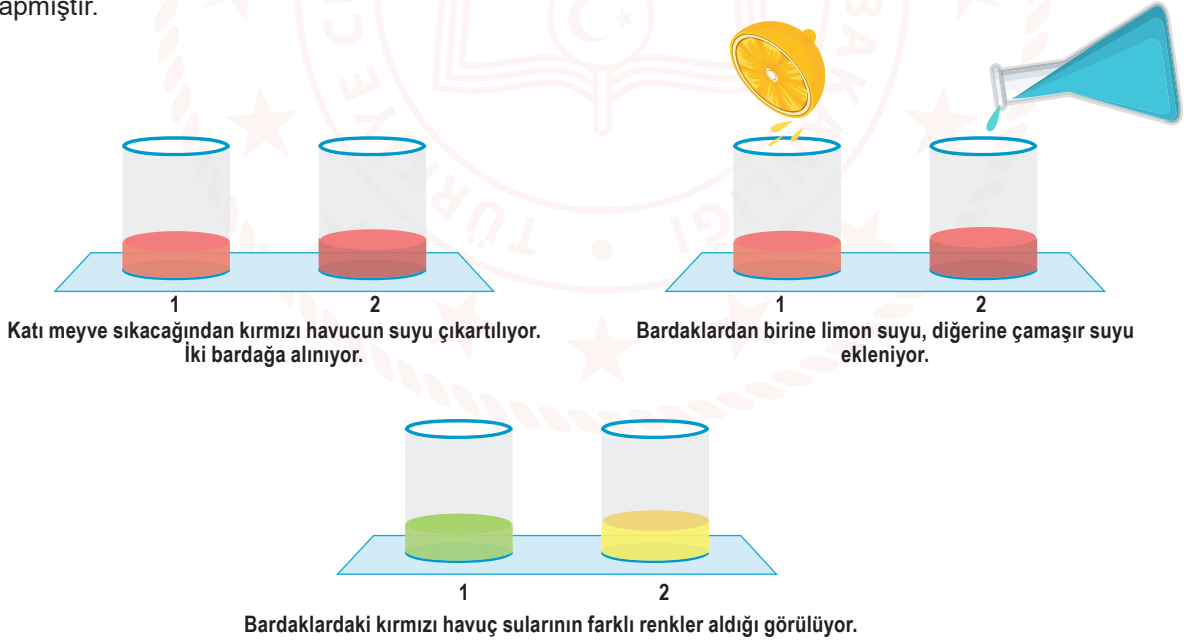 apmıştır.
1
2
Katı meyve sıkacağından kırmızı havucun suyu çıkartılıyor.
İki bardağa alınıyor.
1
2
Bardaklardan birine limon suyu, diğerine çamaşır suyu
ekleniyor.
1
2
Bardaklardaki kırmızı havuç sularının farklı renkler aldığı görülüyor.